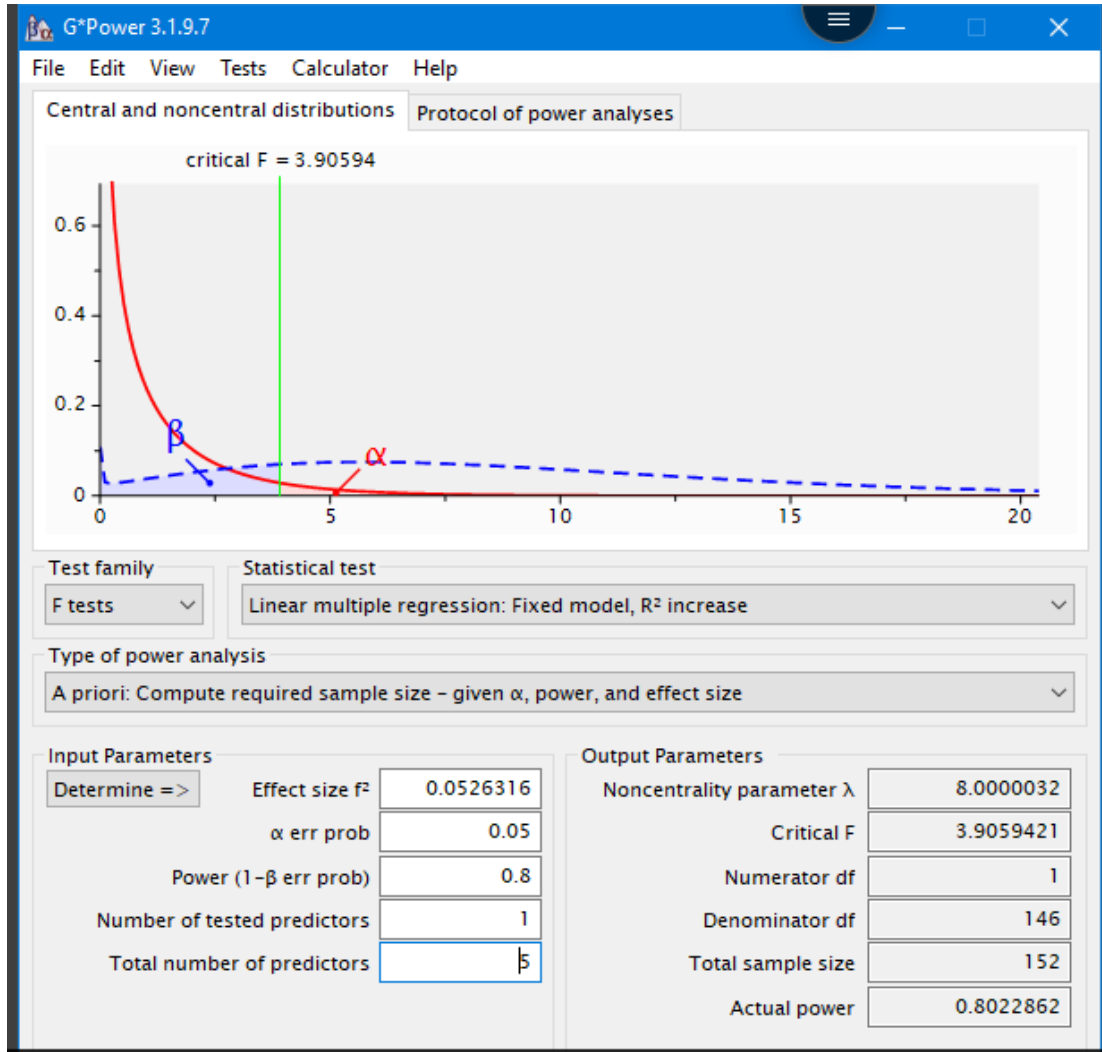 G*Power 3.1.9.7
File Edit View Tests Calculator Help
Central and noncentral distributions Protocol of power analyses
critical F = 3.90594
0.6
0.4
0.2
β
α
0
0 5 10 15 20
Test family Statistical test
F tests Linear multiple regression: Fixed model, R² increase
Type of power analysis
A priori: Compute required sample size – given α, power, and effect size
Input Parameters Output Parameters
Determine => Effect size f² 0.0526316 Noncentrality parameter λ 8.0000032
α err prob 0.05 Critical F 3.9059421
Power (1-β err prob) 0.8 Numerator df 1
Number of tested predictors 1 Denominator df 146
Total number of predictors 5 Total sample size 152
Actual power 0.8022862